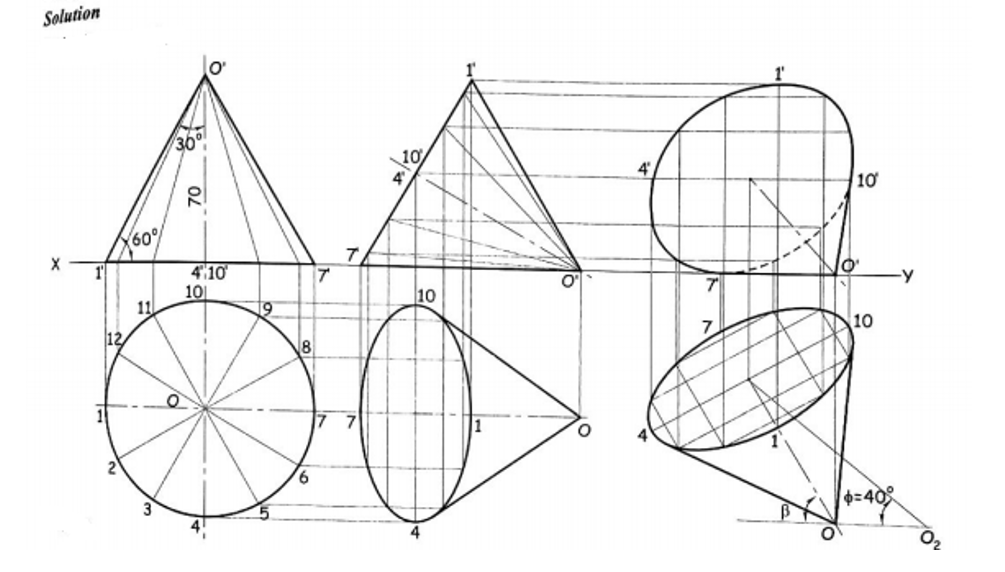 Solution
O' 1' 1'
30°
10' 4' 4' 10'
70
60°
X 1' 4' 10' 7' 7' O' 7' O' Y
10 10
11 9 7 10
12 8
1 O 7 7 1 O 4 1
2 6
3 5
4 4
β ϕ=40°
O O2